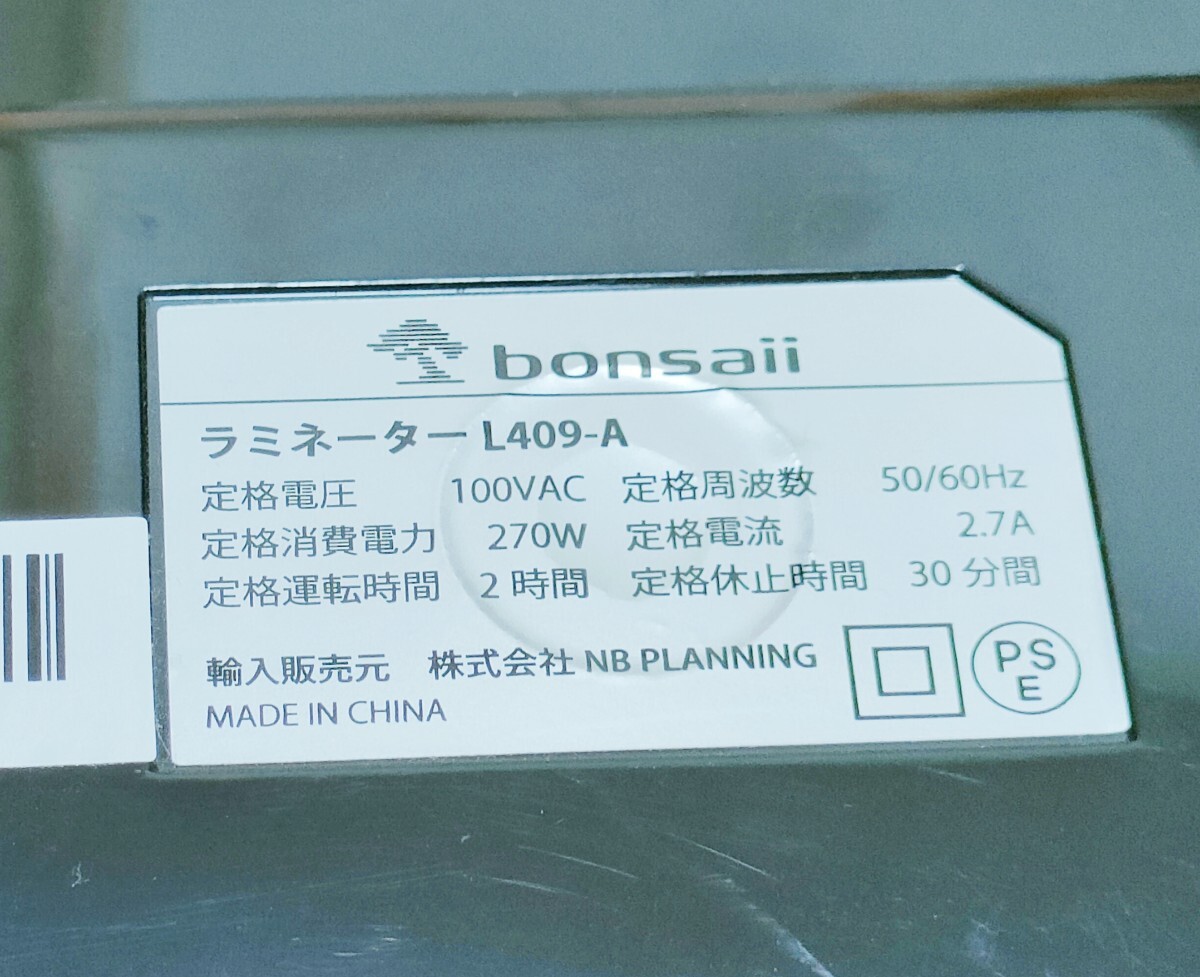 bonsaii
ラミネーター L409-A
定格電圧 100VAC 定格周波数 50/60Hz
定格消費電力 270W 定格電流 2.7A
定格運転時間 2 時間 定格休止時間 30 分間
輸入販売元 株式会社 NB PLANNING
MADE IN CHINA
PSE